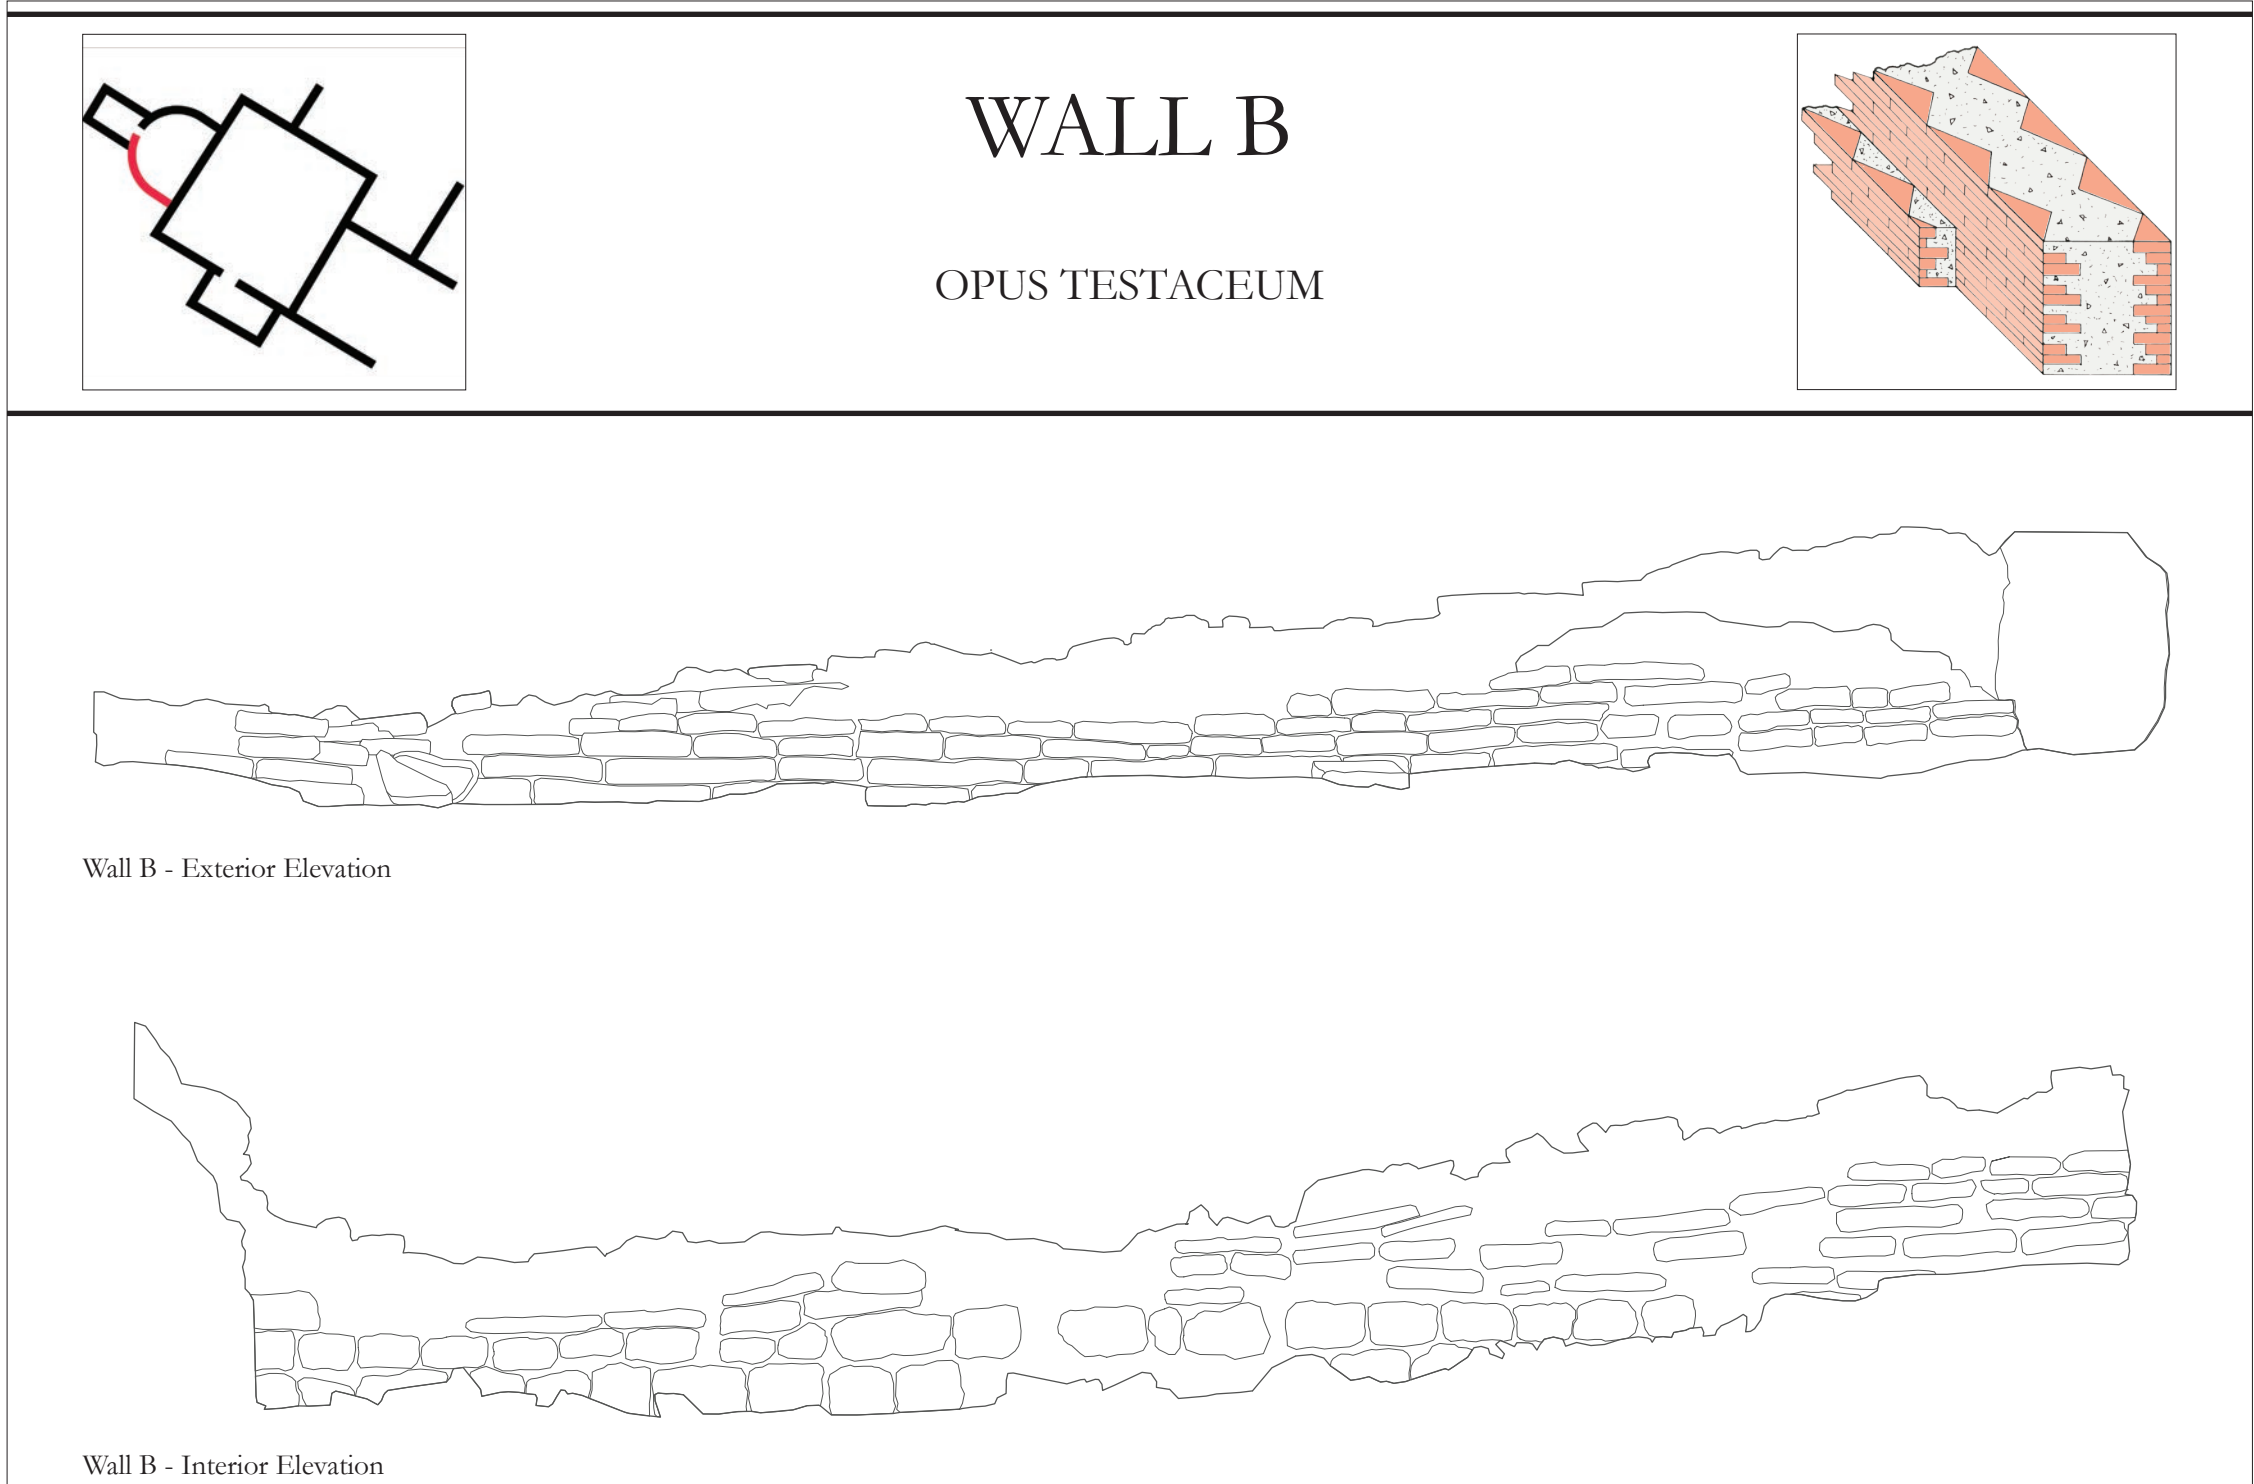 WALL B
OPUS TESTACEUM
Wall B - Exterior Elevation
Wall B - Interior Elevation